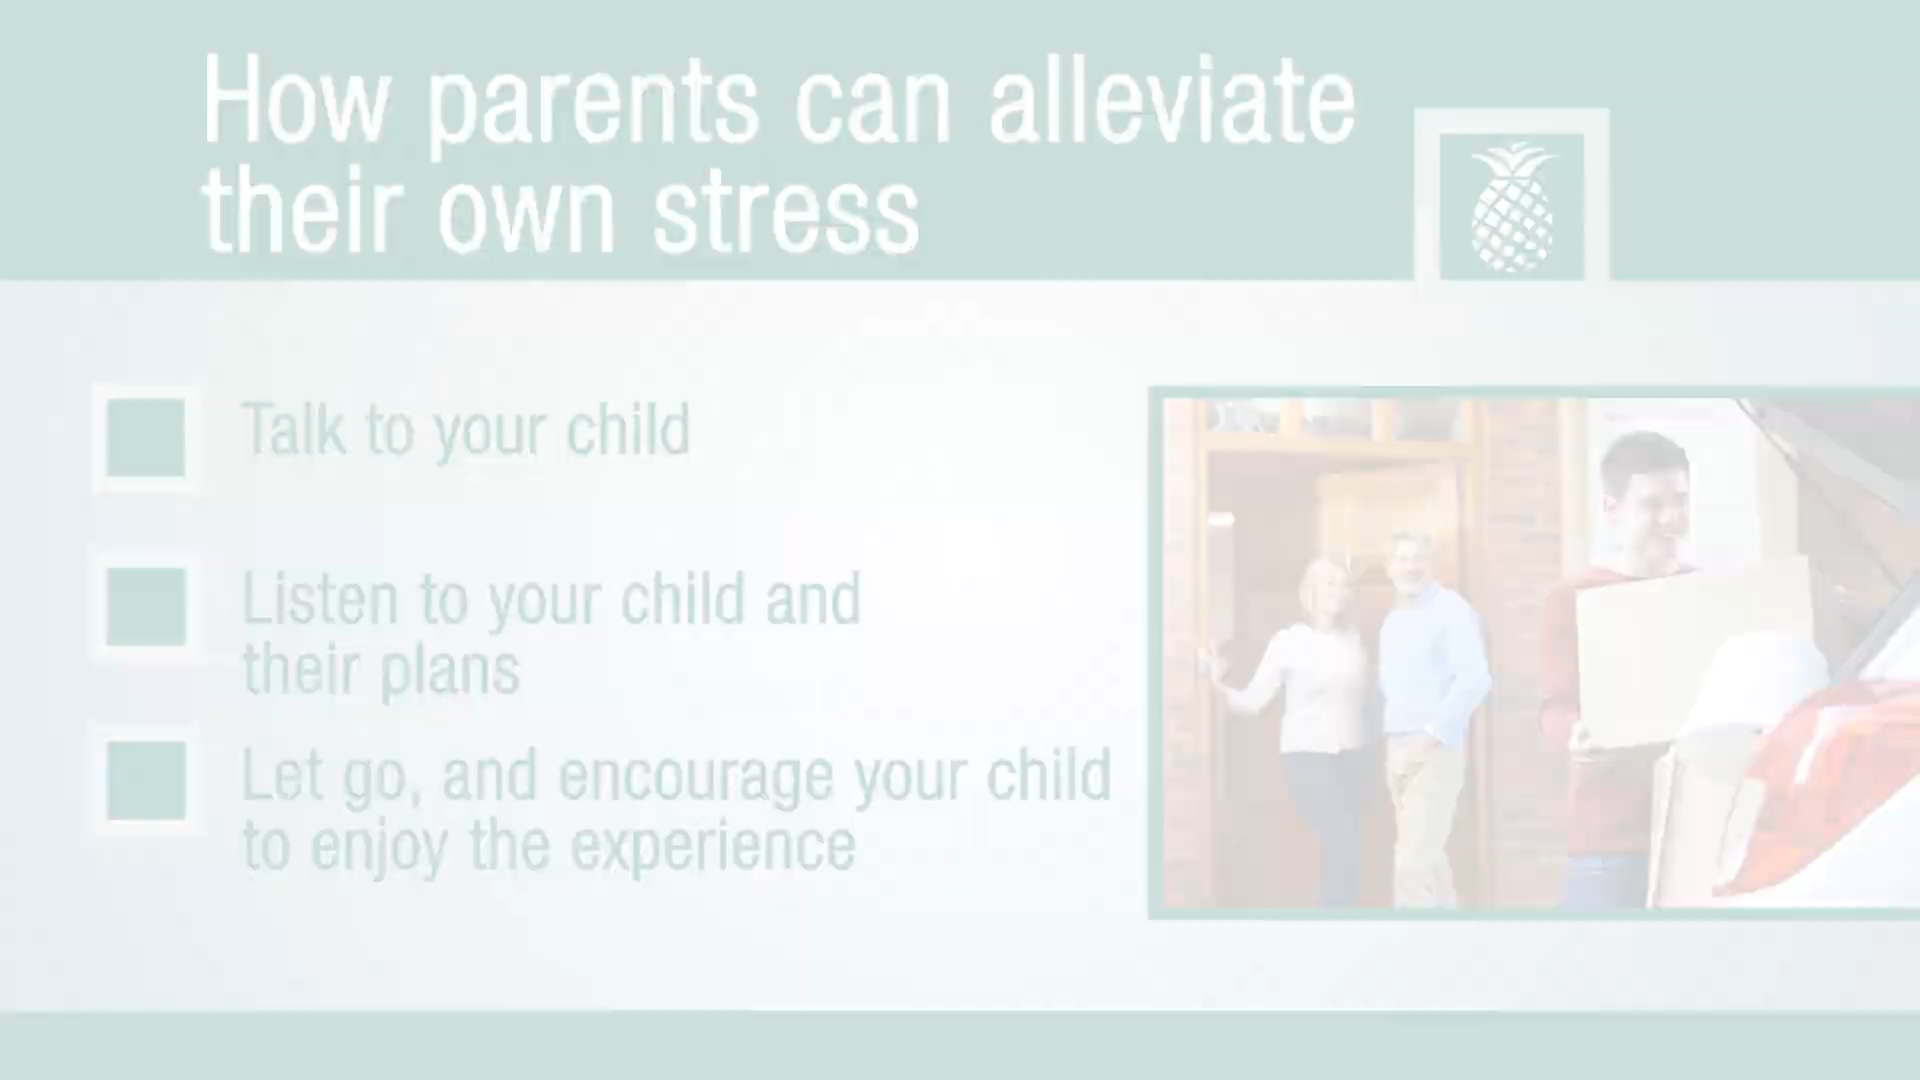 How parents can alleviate
their own stress
Talk to your child
Listen to your child and
their plans
Let go, and encourage your child
to enjoy the experience